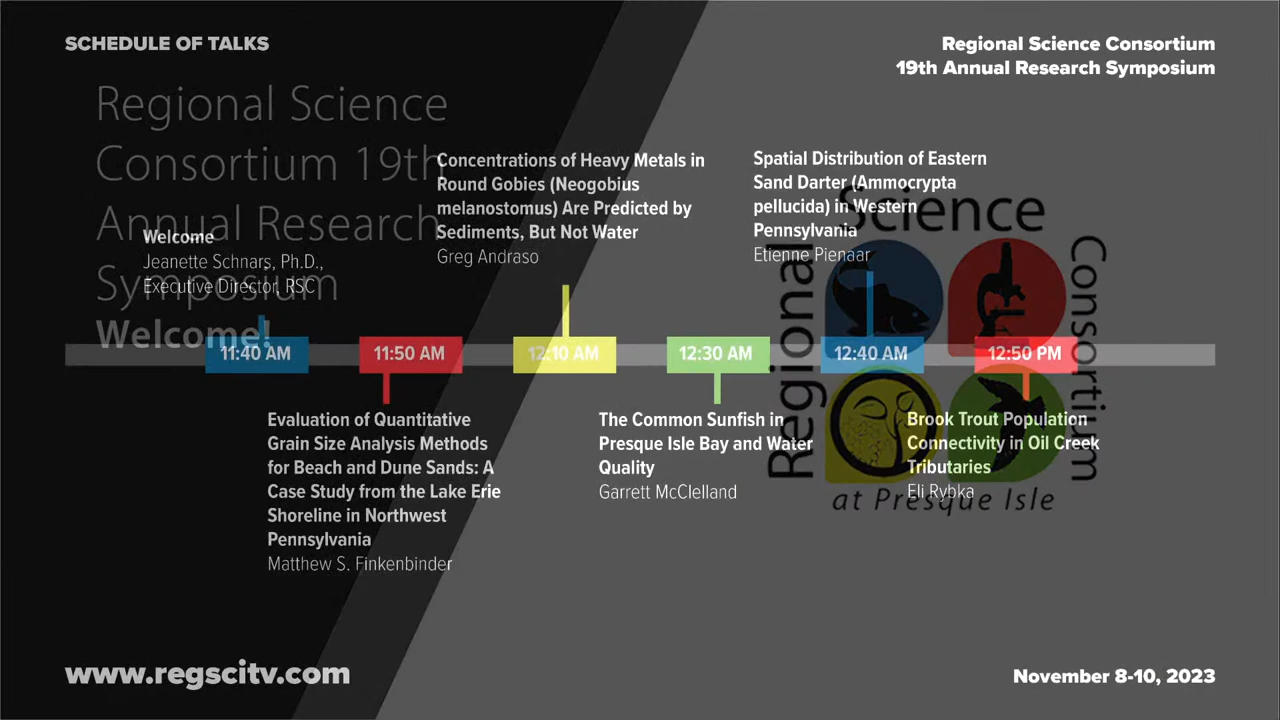 SCHEDULE OF TALKS
Regional Science Consortium
19th Annual Research Symposium
Regional Science
Consortium 19th
Annual Research
Symposium
Welcome!
Welcome
Jeanette Schnars, Ph.D.,
Executive Director, RSC
Concentrations of Heavy Metals in
Round Gobies (Neogobius
melanostomus) Are Predicted by
Sediments, But Not Water
Greg Andraso
Spatial Distribution of Eastern
Sand Darter (Ammocrypta
pellucida) in Western
Pennsylvania
Etienne Pienaar
Regional
Science
Consortium
at Presque Isle
11:40 AM
11:50 AM
12:10 AM
12:30 AM
12:40 AM
12:50 PM
Evaluation of Quantitative
Grain Size Analysis Methods
for Beach and Dune Sands: A
Case Study from the Lake Erie
Shoreline in Northwest
Pennsylvania
Matthew S. Finkenbinder
The Common Sunfish in
Presque Isle Bay and Water
Quality
Garrett McClelland
Brook Trout Population
Connectivity in Oil Creek
Tributaries
Eli Rybka
www.regscitv.com
November 8-10, 2023